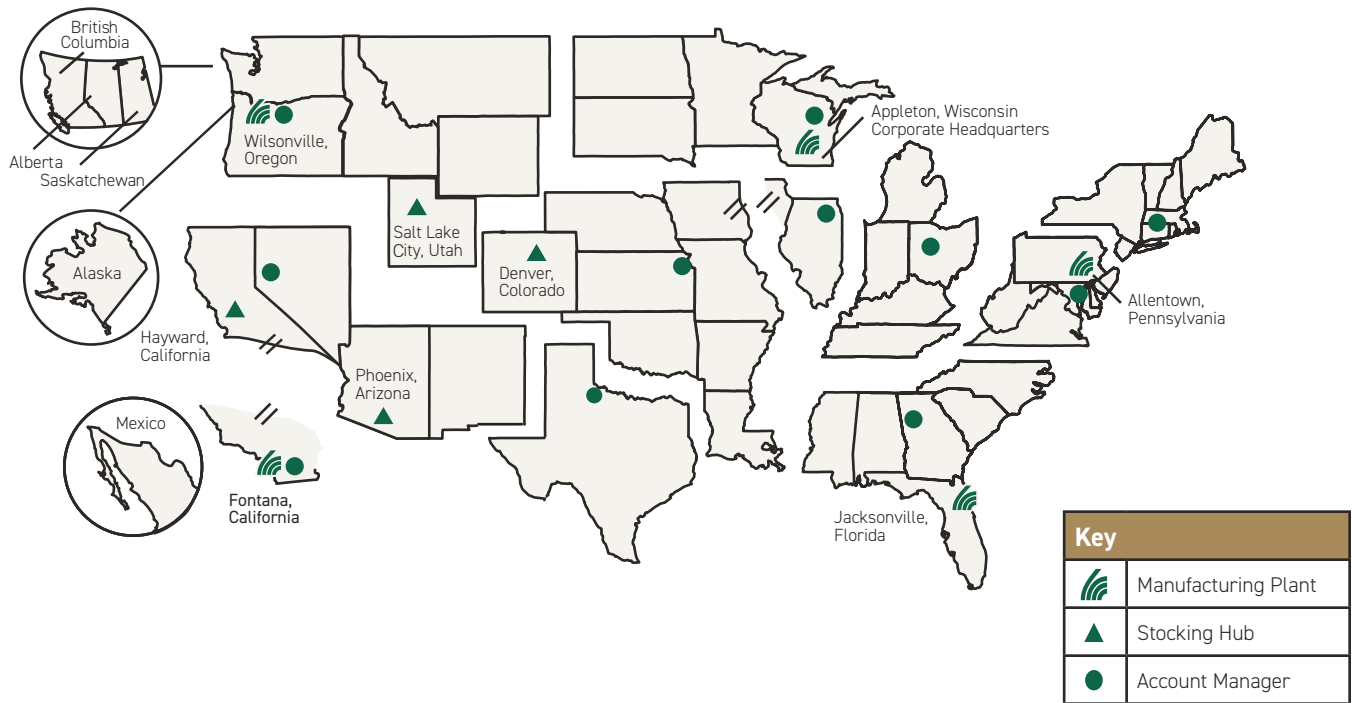 British
Columbia
Alberta
Saskatchewan
Wilsonville,
Oregon
Appleton, Wisconsin
Corporate Headquarters
Salt Lake
City, Utah
Alaska
Denver,
Colorado
Allentown,
Pennsylvania
Hayward,
California
Phoenix,
Arizona
Mexico
Fontana,
California
Jacksonville,
Florida
Key
Manufacturing Plant
Stocking Hub
Account Manager